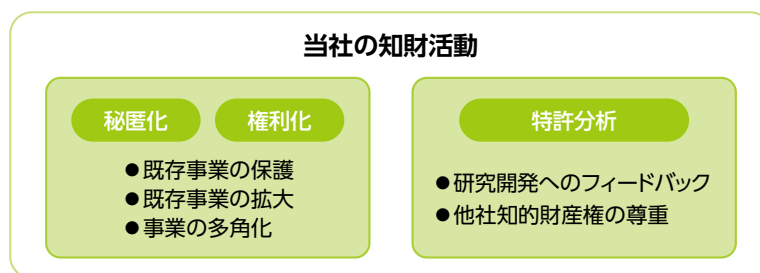 当社の知財活動
秘匿化
権利化
●既存事業の保護
●既存事業の拡大
●事業の多角化
特許分析
●研究開発へのフィードバック
●他社知的財産権の尊重